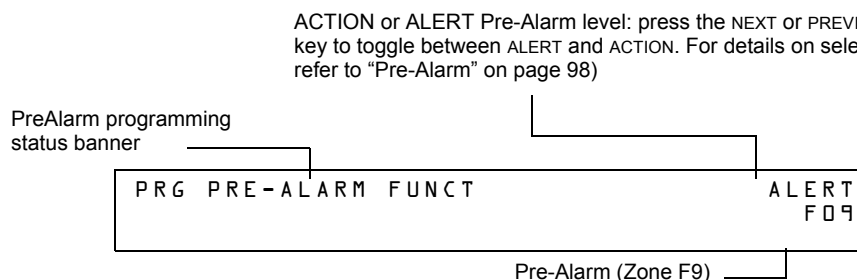 ACTION or ALERT Pre-Alarm level: press the NEXT or
key to toggle between ALERT and ACTION. For details on
refer to “Pre-Alarm” on page 98)
PreAlarm programming
status banner
PRG PRE-ALARM FUNCT ALERT
F09
Pre-Alarm (Zone F9)